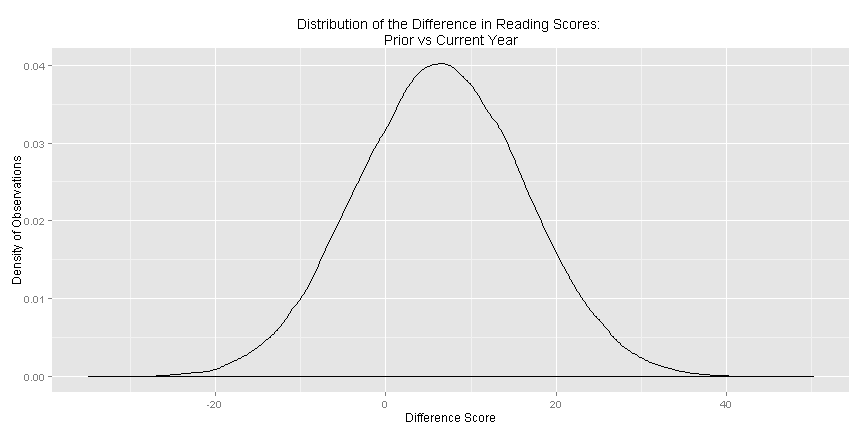 Distribution of the Difference in Reading Scores:
Prior vs Current Year
0.04
0.03
0.02
0.01
0.00
Density of Observations
-20
0
20
40
Difference Score